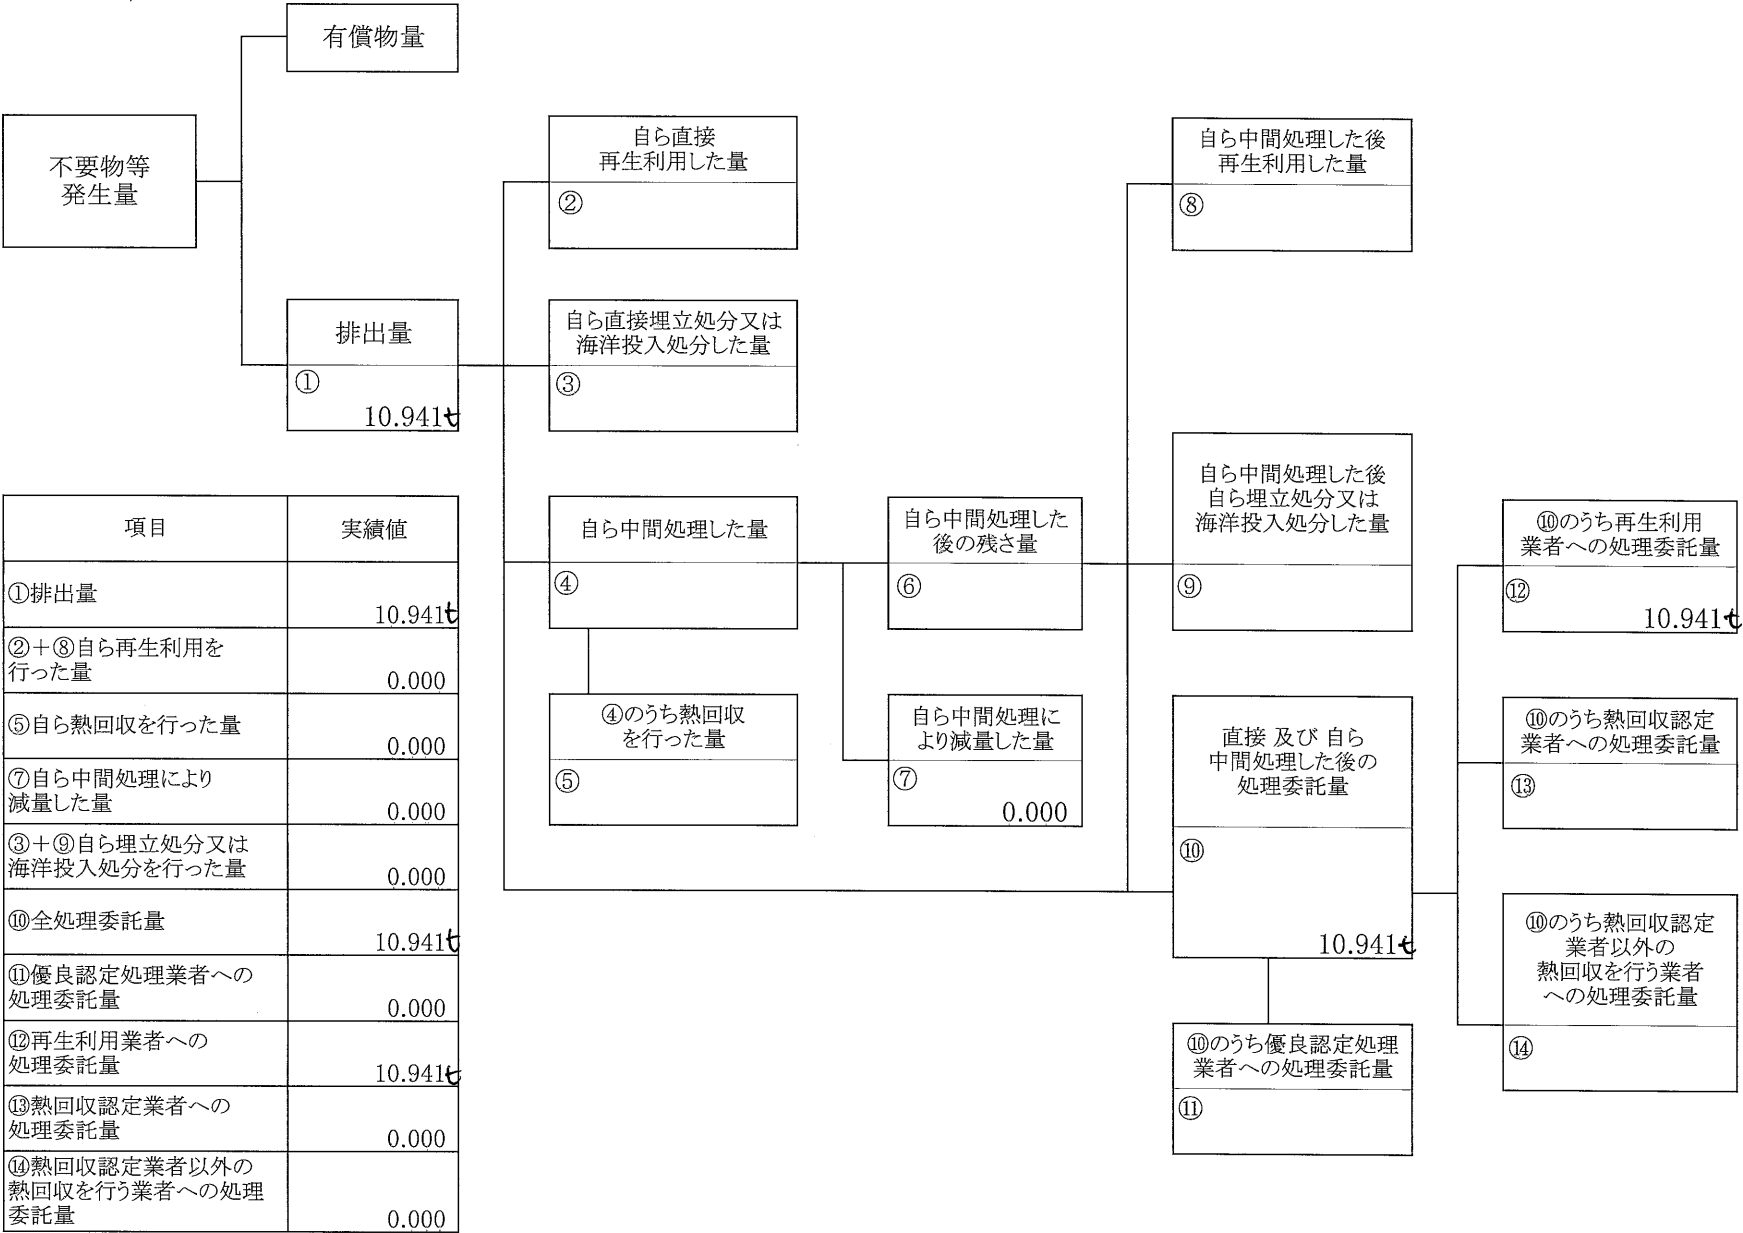 有償物量
不要物等
発生量
排出量
①
10.941t
自ら直接
再生利用した量
②
自ら直接埋立処分又は
海洋投入処分した量
③
自ら中間処理した量
④
④のうち熱回収
を行った量
⑤
自ら中間処理した
後の残さ量
⑥
自ら中間処理に
より減量した量
⑦
0.000
自ら中間処理した後
再生利用した量
⑧
自ら中間処理した後
自ら埋立処分又は
海洋投入処分した量
⑨
直接 及び 自ら
中間処理した後の
処理委託量
⑩
10.941t
⑩のうち優良認定処理
業者への処理委託量
⑪
⑩のうち再生利用
業者への処理委託量
⑫
10.941t
⑩のうち熱回収認定
業者への処理委託量
⑬
⑩のうち熱回収認定
業者以外の
熱回収を行う業者
への処理委託量
⑭
項目 実績値
①排出量
10.941t
②＋⑧自ら再生利用を
行った量
0.000
⑤自ら熱回収を行った量
0.000
⑦自ら中間処理により
減量した量
0.000
③＋⑨自ら埋立処分又は
海洋投入処分を行った量
0.000
⑩全処理委託量
10.941t
⑪優良認定処理業者への
処理委託量
0.000
⑫再生利用業者への
処理委託量
10.941t
⑬熱回収認定業者への
処理委託量
0.000
⑭熱回収認定業者以外の
熱回収を行う業者への処理
委託量
0.000